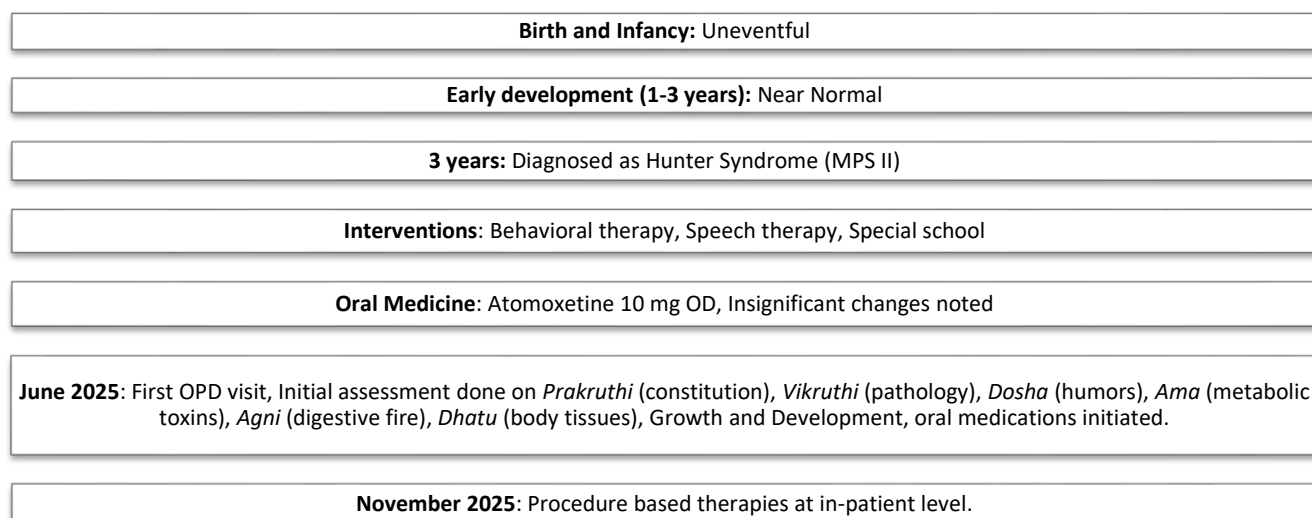 Birth and Infancy: Uneventful
Early development (1-3 years): Near Normal
3 years: Diagnosed as Hunter Syndrome (MPS II)
Interventions: Behavioral therapy, Speech therapy, Special school
Oral Medicine: Atomoxetine 10 mg OD, Insignificant changes noted
June 2025: First OPD visit, Initial assessment done on Prakruthi (constitution), Vikruthi (pathology), Dosha (humors), Ama (metabolic
toxins), Agni (digestive fire), Dhatu (body tissues), Growth and Development, oral medications initiated.
November 2025: Procedure based therapies at in-patient level.